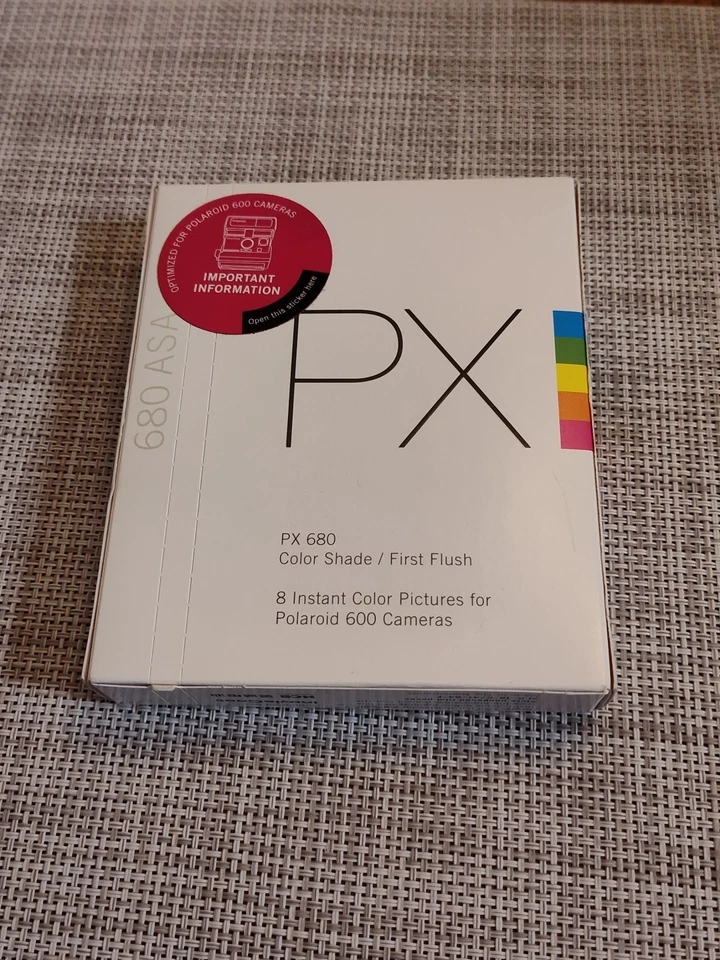 OPTIMIZED FOR POLAROID 600 CAMERAS
IMPORTANT
INFORMATION
Open this sticker here
680 ASA
PX
PX 680
Color Shade / First Flush
8 Instant Color Pictures for
Polaroid 600 Cameras